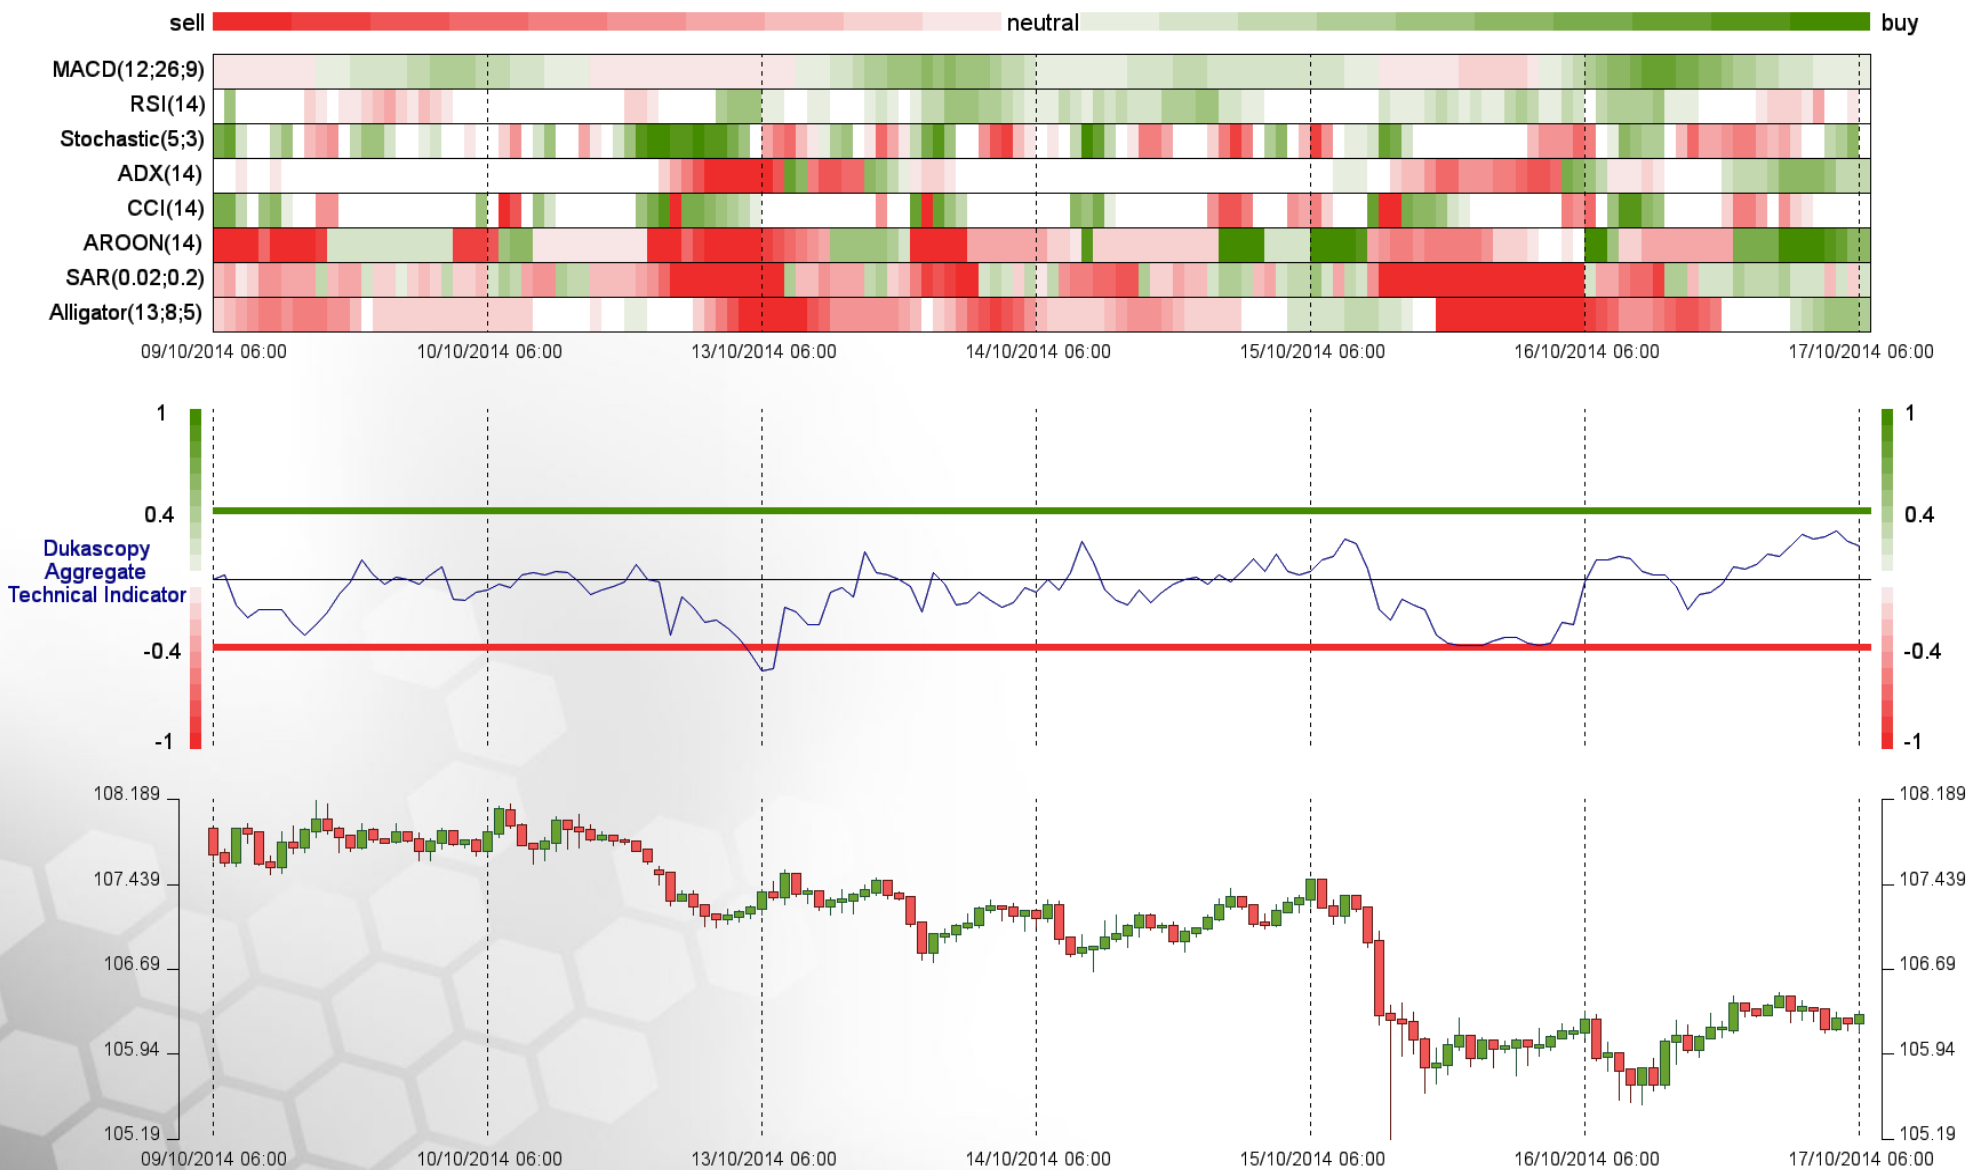 sell neutral buy
MACD(12;26;9)
RSI(14)
Stochastic(5;3)
ADX(14)
CCI(14)
AROON(14)
SAR(0.02;0.2)
Alligator(13;8;5)
09/10/2014 06:00 10/10/2014 06:00 13/10/2014 06:00 14/10/2014 06:00 15/10/2014 06:00 16/10/2014 06:00 17/10/2014 06:00
1 1
0.4 0.4
Dukascopy
Aggregate
Technical Indicator
-0.4 -0.4
-1 -1
108.189 108.189
107.439 107.439
106.69 106.69
105.94 105.94
105.19 105.19
09/10/2014 06:00 10/10/2014 06:00 13/10/2014 06:00 14/10/2014 06:00 15/10/2014 06:00 16/10/2014 06:00 17/10/2014 06:00